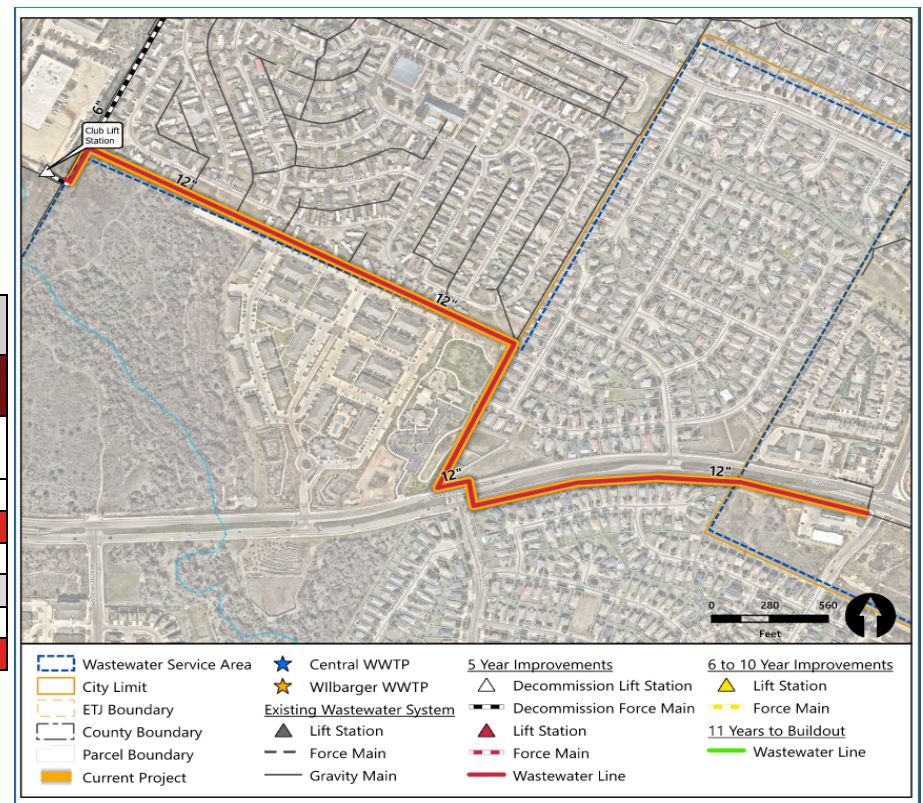 6"
Club Lift
Station
12"
12"
12"
12"
0 280 560
Feet
Wastewater Service Area
City Limit
ETJ Boundary
County Boundary
Parcel Boundary
Current Project
Central WWTP
WIlbarger WWTP
Existing Wastewater System
Lift Station
Force Main
Gravity Main
5 Year Improvements
Decommission Lift Station
Decommission Force Main
Lift Station
Force Main
Wastewater Line
6 to 10 Year Improvements
Lift Station
Force Main
11 Years to Buildout
Wastewater Line